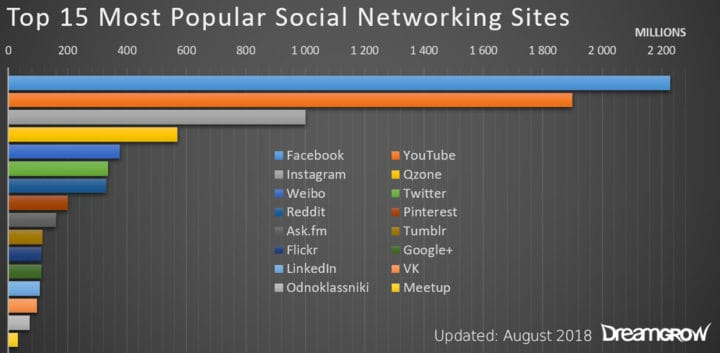 Top 15 Most Popular Social Networking Sites
MILLIONS
0 200 400 600 800 1 000 1 200 1 400 1 600 1 800 2 000 2 200
Facebook YouTube
Instagram Qzone
Weibo Twitter
Reddit Pinterest
Ask.fm Tumblr
Flickr Google+
LinkedIn VK
Odnoklassniki Meetup
Updated: August 2018 DREAMGROW